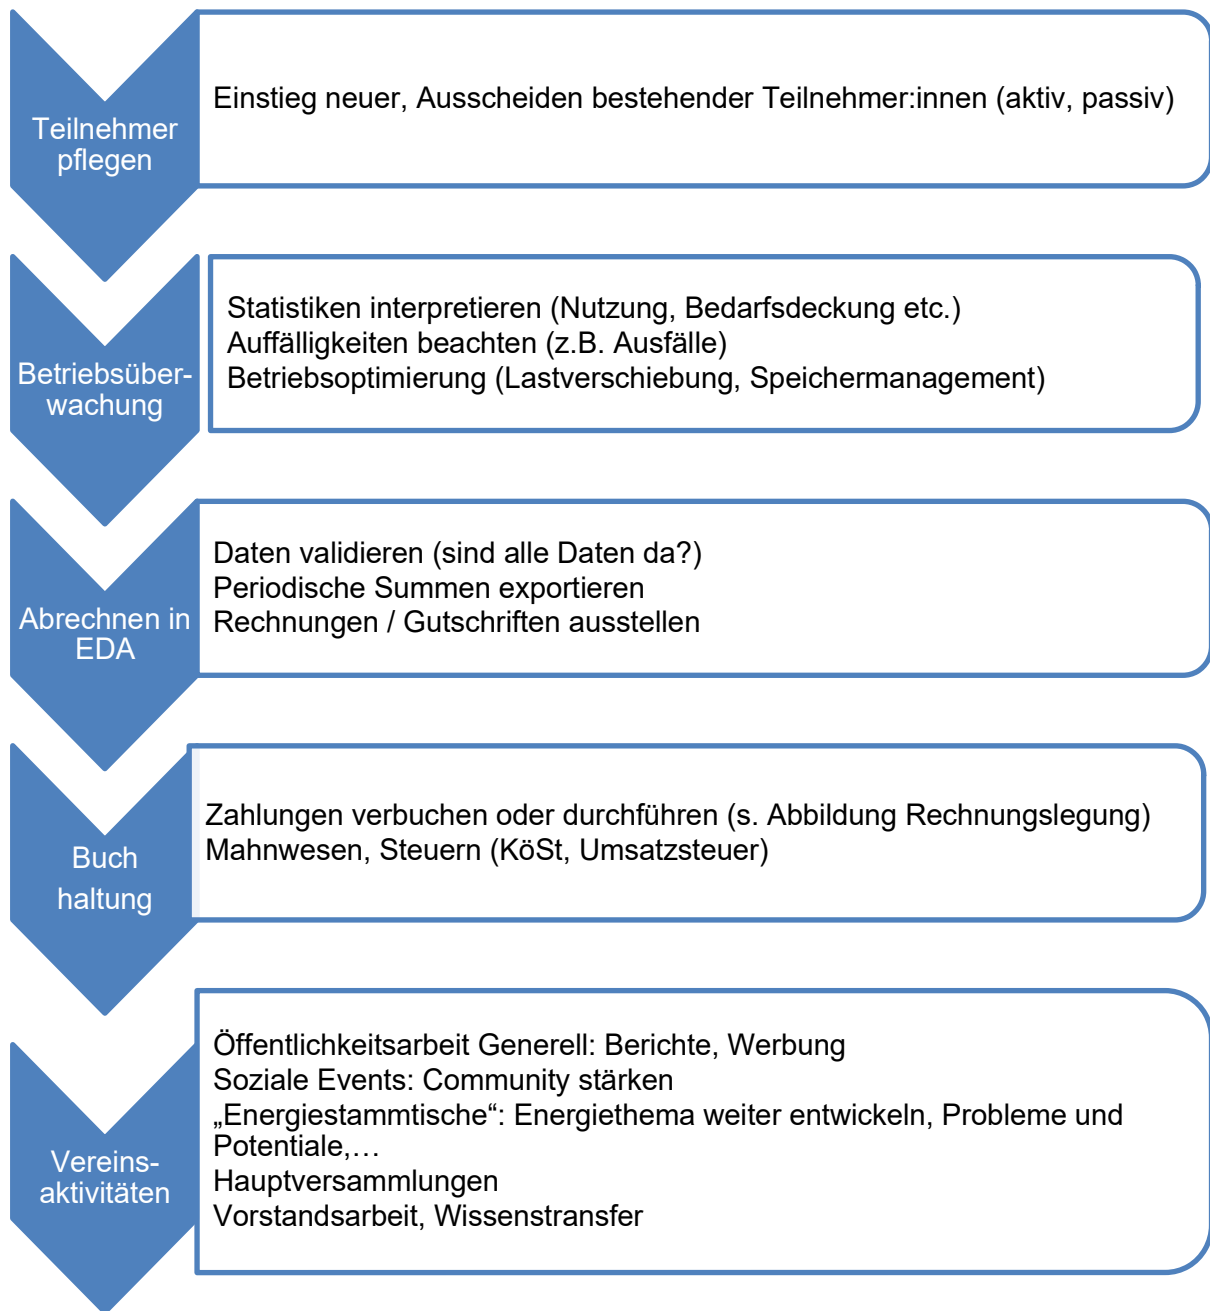 Teilnehmer
pflegen
Einstieg neuer, Ausscheiden bestehender Teilnehmer:innen (aktiv, passiv)
Betriebsüber-
wachung
Statistiken interpretieren (Nutzung, Bedarfsdeckung etc.)
Auffälligkeiten beachten (z.B. Ausfälle)
Betriebsoptimierung (Lastverschiebung, Speichermanagement)
Abrechnen in
EDA
Daten validieren (sind alle Daten da?)
Periodische Summen exportieren
Rechnungen / Gutschriften ausstellen
Buch
haltung
Zahlungen verbuchen oder durchführen (s. Abbildung Rechnungslegung)
Mahnwesen, Steuern (KöSt, Umsatzsteuer)
Vereins-
aktivitäten
Öffentlichkeitsarbeit Generell: Berichte, Werbung
Soziale Events: Community stärken
„Energiestammtische“: Energiethema weiter entwickeln, Probleme und
Potentiale,…
Hauptversammlungen
Vorstandsarbeit, Wissenstransfer